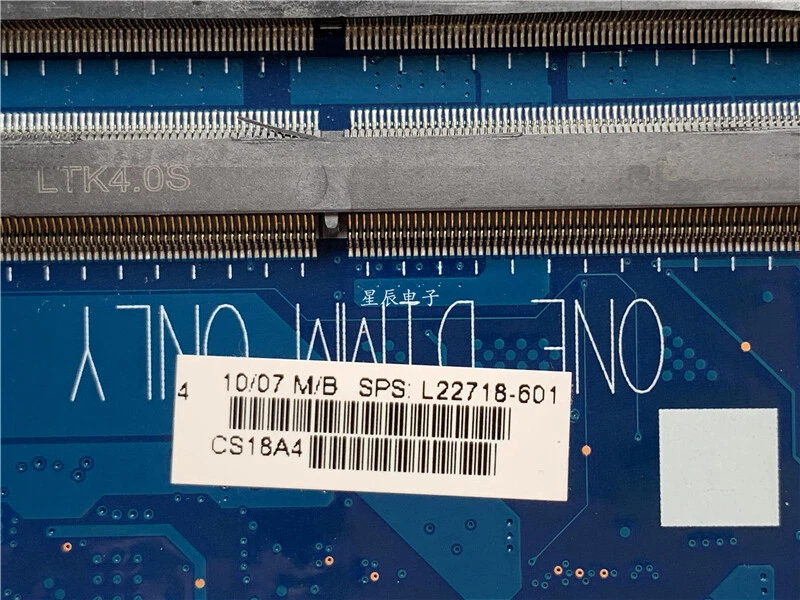 LTK4.0S
星辰电子
ONE DIMM ONLY
4 10/07 M/B SPS: L22718-601
CS18A4